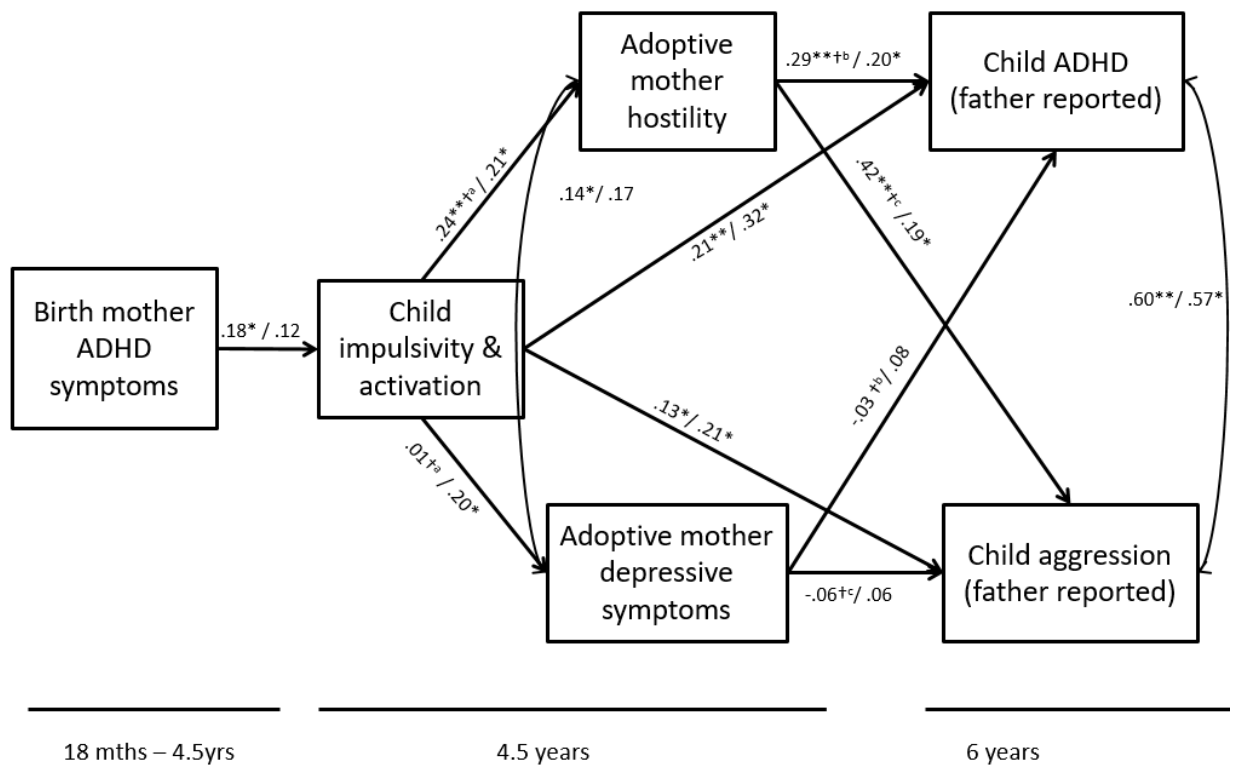 Adoptive
mother
hostility
.29**†ᵇ/ .20*
Child ADHD
(father reported)
.24**†ᵃ/ .21*
.14*/ .17
.21**/ .32*
.42**†ᶜ/.19*
Birth mother
ADHD
symptoms
.18* / .12
Child
impulsivity &
activation
.60**/ .57*
.01†ᵃ/ .20*
.13*/ .21*
-.03 †ᵇ/ .08
Adoptive mother
depressive
symptoms
-.06†ᶜ/ .06
Child aggression
(father reported)
18 mths – 4.5yrs
4.5 years
6 years